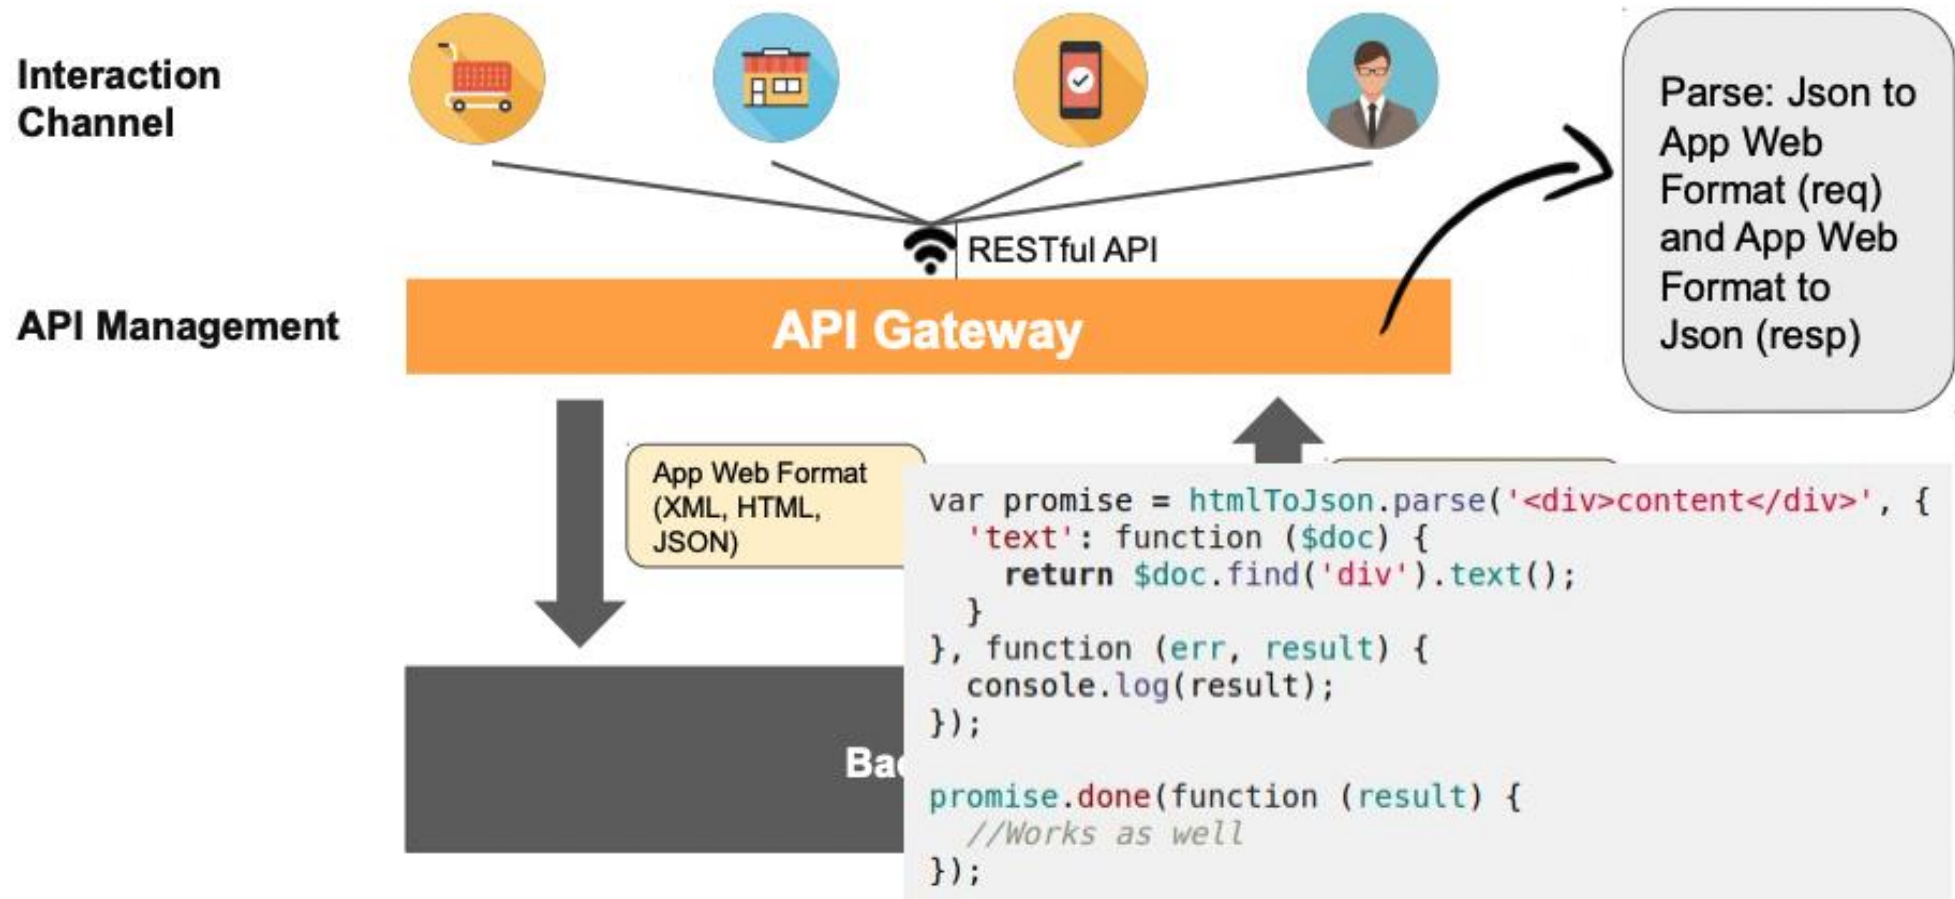 Interaction
Channel
Parse: Json to
App Web
Format (req)
and App Web
Format to
Json (resp)
RESTful API
API Management
API Gateway
App Web Format
(XML, HTML,
JSON)
var promise = htmlToJson.parse('<div>content</div>', {
  'text': function ($doc) {
    return $doc.find('div').text();
  }
}, function (err, result) {
  console.log(result);
});
promise.done(function (result) {
  //Works as well
});